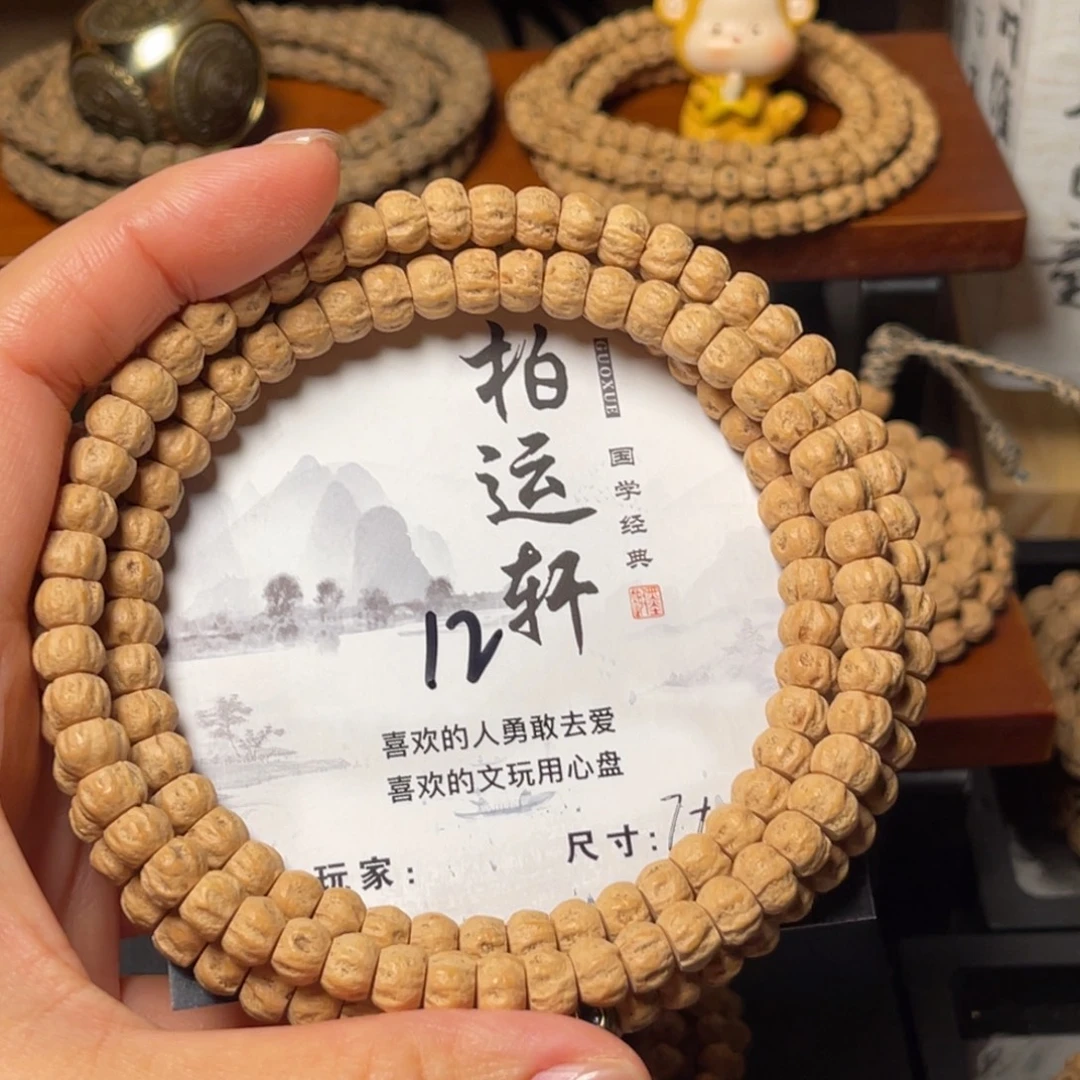 柏运轩
GUOXUE
国学经典
12
喜欢的人勇敢去爱
喜欢的文玩用心盘
尺寸:7+
玩家: